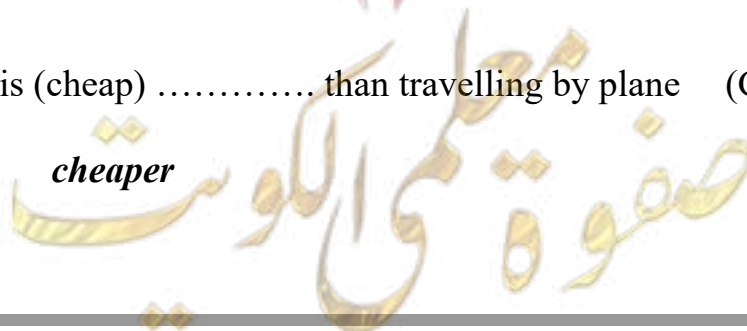 is (cheap) …………. than travelling by plane (
cheaper
صفوة معلمي الكويت